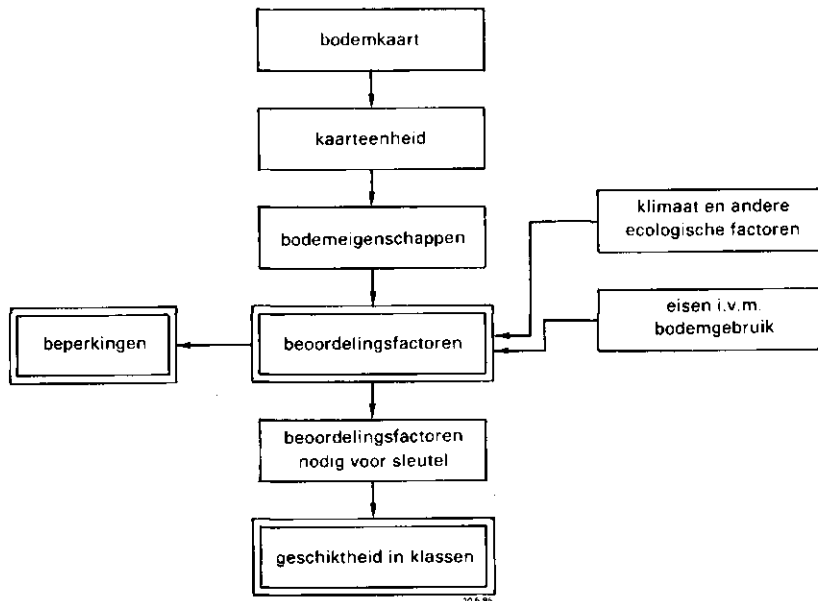 bodemkaart
kaarteenheid
bodemeigenschappen
klimaat en andere
ecologische factoren
eisen i.v.m.
bodemgebruik
beperkingen
beoordelingsfactoren
beoordelingsfactoren
nodig voor sleutel
geschiktheid in klassen